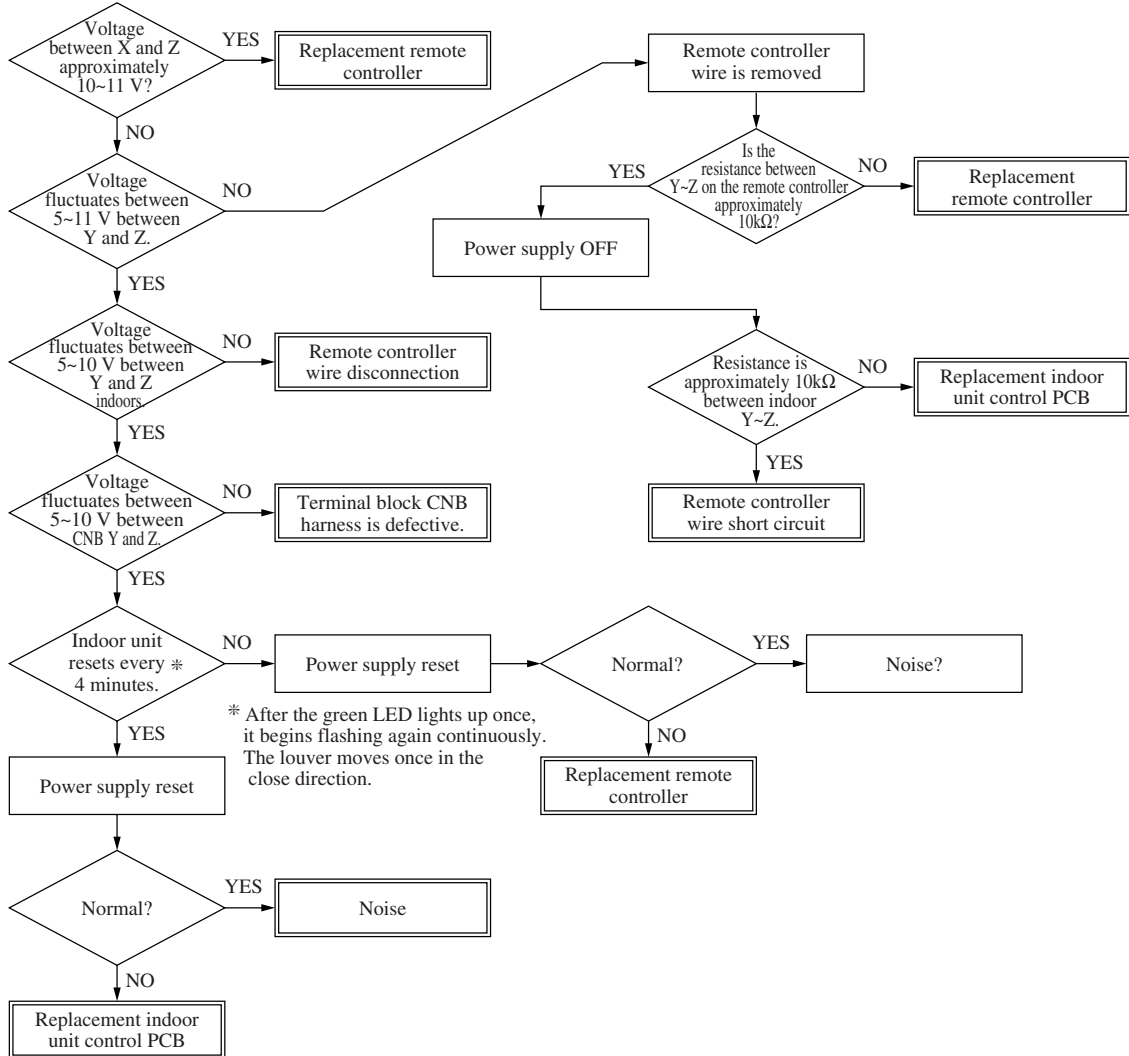 Voltage
between X and Z
approximately
10~11 V?
YES
Replacement remote
controller
NO
Remote controller
wire is removed
Voltage
fluctuates between
5~11 V between
Y and Z.
NO
YES
Is the
resistance between
Y~Z on the remote controller
approximately
10kΩ?
YES
NO
Replacement
remote controller
Power supply OFF
Voltage
fluctuates between
5~10 V between
Y and Z
indoors.
NO
Remote controller
wire disconnection
YES
Resistance is
approximately 10kΩ
between indoor
Y~Z.
NO
Replacement indoor
unit control PCB
YES
Remote controller
wire short circuit
Voltage
fluctuates between
5~10 V between
CNB Y and Z.
NO
Terminal block CNB
harness is defective.
YES
Indoor unit
resets every ＊
4 minutes.
NO
Power supply reset
Normal?
YES
Noise?
NO
Replacement remote
controller
＊ After the green LED lights up once,
it begins flashing again continuously.
The louver moves once in the
close direction.
YES
Power supply reset
Normal?
YES
Noise
NO
Replacement indoor
unit control PCB